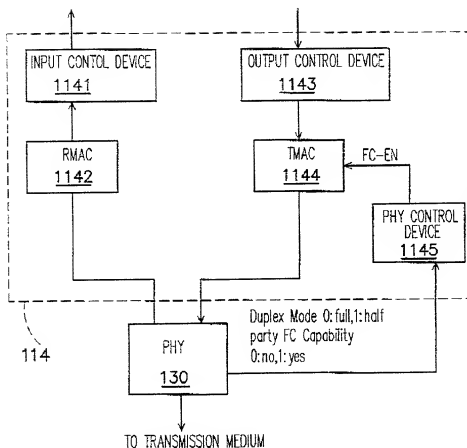 INPUT CONTOL DEVICE
1141
OUTPUT CONTROL DEVICE
1143
RMAC
1142
TMAC
1144
FC-EN
PHY CONTROL
DEVICE
1145
114
PHY
130
Duplex Mode 0:full,1:half
party FC Capability
0:no,1:yes
TO TRANSMISSION MEDIUM